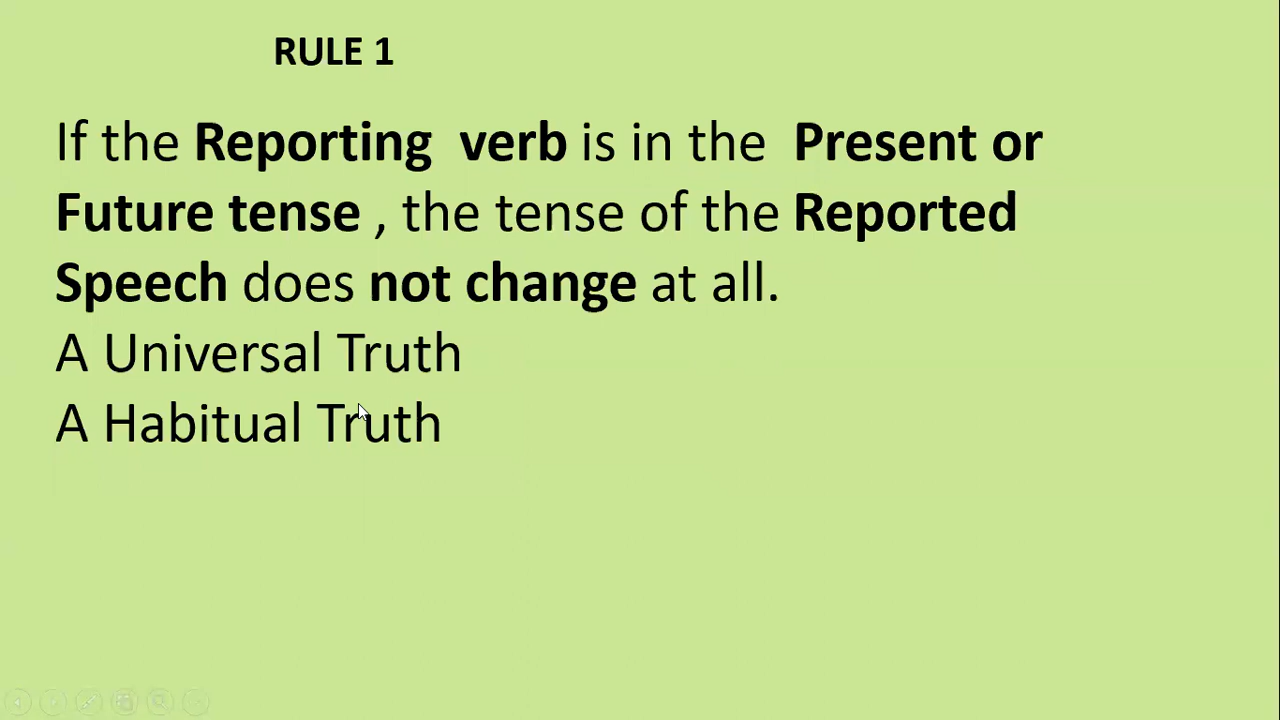 RULE 1
If the Reporting verb is in the Present or
Future tense , the tense of the Reported
Speech does not change at all.
A Universal Truth
A Habitual Truth